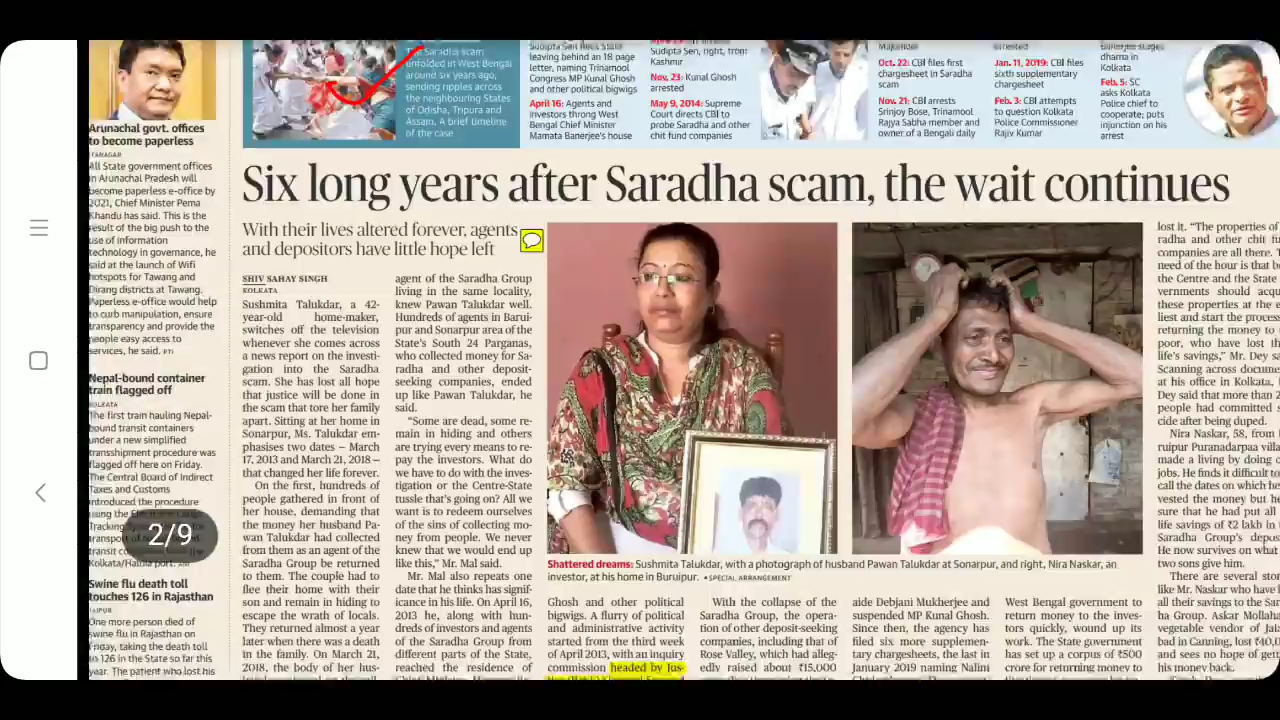 Arunachal govt. offices
to become paperless
ITANAGAR
All State government offices
in Arunachal Pradesh will
become paperless e-office by
2021, Chief Minister Pema
Khandu has said. This is the
result of the big push to the
use of information
technology in governance, he
said at the launch of Wifi
hotspots for Tawang and
Dirang districts at Tawang.
Paperless e-office would help
to curb manipulation, ensure
transparency and provide the
people easy access to
services, he said. PTI
Nepal-bound container
train flagged off
KOLKATA
The first train hauling Nepal-
bound transit containers
under a new simplified
transshipment procedure was
flagged off here on Friday.
The Central Board of Indirect
Taxes and Customs
introduced the procedure
using the
Tracking
transport of
transit
Kolkata/Haldia port.
2/9
Swine flu death toll
touches 126 in Rajasthan
JAIPUR
One more person died of
swine flu in Rajasthan on
Friday, taking the death toll
to 126 in the State so far this
year. The patient who lost his
The Saradha scam
unfolded in West Bengal
around six years ago,
sending ripples across
the neighbouring States
of Odisha, Tripura and
Assam. A brief timeline
of the case
Sudipta Sen flees State
leaving behind an 18 page
letter, naming Trinamool
Congress MP Kunal Ghosh
and other political bigwigs
April 16: Agents and
investors throng West
Bengal Chief Minister
Mamata Banerjee's house
Sudipta Sen, right, from
Kashmir
Nov. 23: Kunal Ghosh
arrested
May 9, 2014: Supreme
Court directs CBI to
probe Saradha and other
chit fund companies
Majumdar
Oct. 22: CBI files first
chargesheet in Saradha
scam
Nov. 21: CBI arrests
Srinjoy Bose, Trinamool
Rajya Sabha member and
owner of a Bengali daily
arrested
Jan. 11, 2019: CBI files
sixth supplementary
chargesheet
Feb. 3: CBI attempts
to question Kolkata
Police Commissioner
Rajiv Kumar
Banerjee stages
dharna in
Kolkata
Feb. 5: SC
asks Kolkata
Police chief to
cooperate; puts
injunction on his
arrest
Six long years after Saradha scam, the wait continues
With their lives altered forever, agents
and depositors have little hope left
SHIV SAHAY SINGH
KOLKATA
Sushmita Talukdar, a 42-
year-old home-maker,
switches off the television
whenever she comes across
a news report on the investi-
gation into the Saradha
scam. She has lost all hope
that justice will be done in
the scam that tore her family
apart. Sitting at her home in
Sonarpur, Ms. Talukdar em-
phasises two dates – March
17, 2013 and March 21, 2018 –
that changed her life forever.
On the first, hundreds of
people gathered in front of
her house, demanding that
the money her husband Pa-
wan Talukdar had collected
from them as an agent of the
Saradha Group be returned
to them. The couple had to
flee their home with their
son and remain in hiding to
escape the wrath of locals.
They returned almost a year
later when there was a death
in the family. On March 21,
2018, the body of her hus-
agent of the Saradha Group
living in the same locality,
knew Pawan Talukdar well.
Hundreds of agents in Barui-
pur and Sonarpur area of the
State's South 24 Parganas,
who collected money for Sa-
radha and other deposit-
seeking companies, ended
up like Pawan Talukdar, he
said.
“Some are dead, some re-
main in hiding and others
are trying every means to re-
pay the investors. What do
we have to do with the inves-
tigation or the Centre-State
tussle that's going on? All we
want is to redeem ourselves
of the sins of collecting mo-
ney from people. We never
knew that we would end up
like this,” Mr. Mal said.
Mr. Mal also repeats one
date that he thinks has signif-
icance in his life. On April 16,
2013 he, along with hun-
dreds of investors and agents
of the Saradha Group from
different parts of the State,
reached the residence of
Shattered dreams: Sushmita Talukdar, with a photograph of husband Pawan Talukdar at Sonarpur, and right, Nira Naskar, an
investor, at his home in Buruipur. • SPECIAL ARRANGEMENT
Ghosh and other political
bigwigs. A flurry of political
and administrative activity
started from the third week
of April 2013, with an inquiry
commission headed by Jus-
With the collapse of the
Saradha Group, the opera-
tion of other deposit-seeking
companies, including that of
Rose Valley, which had alleg-
edly raised about ₹15,000
aide Debjani Mukherjee and
suspended MP Kunal Ghosh.
Since then, the agency has
filed six more supplemen-
tary chargesheets, the last in
January 2019 naming Nalini
West Bengal government to
return money to the inves-
tors quickly, wound up its
work. The State government
has set up a corpus of ₹500
crore for returning money to
lost it. “The properties of
radha and other chit fu
companies are all there. T
need of the hour is that b
the Centre and the State
vernments should acqu
these properties at the e
liest and start the process
returning the money to
poor, who have lost th
life's savings,” Mr. Dey sa
Scanning across docum
at his office in Kolkata,
Dey said that more than 2
people had committed
cide after being duped.
Nira Naskar, 58, from
ruipur Puranadarpaa villa
made a living by doing o
jobs. He finds it difficult to
call the dates on which he
vested the money but he
sure that he had put all
life savings of ₹2 lakh in
Saradha Group's depos
He now survives on what
two sons give him.
There are several stor
like Mr. Naskar who have l
all their savings to the Sar
ha Group. Askar Mollaha
vegetable vendor of Jam
bad in Canning, lost ₹40,0
and sees no hope of gett
his money back.